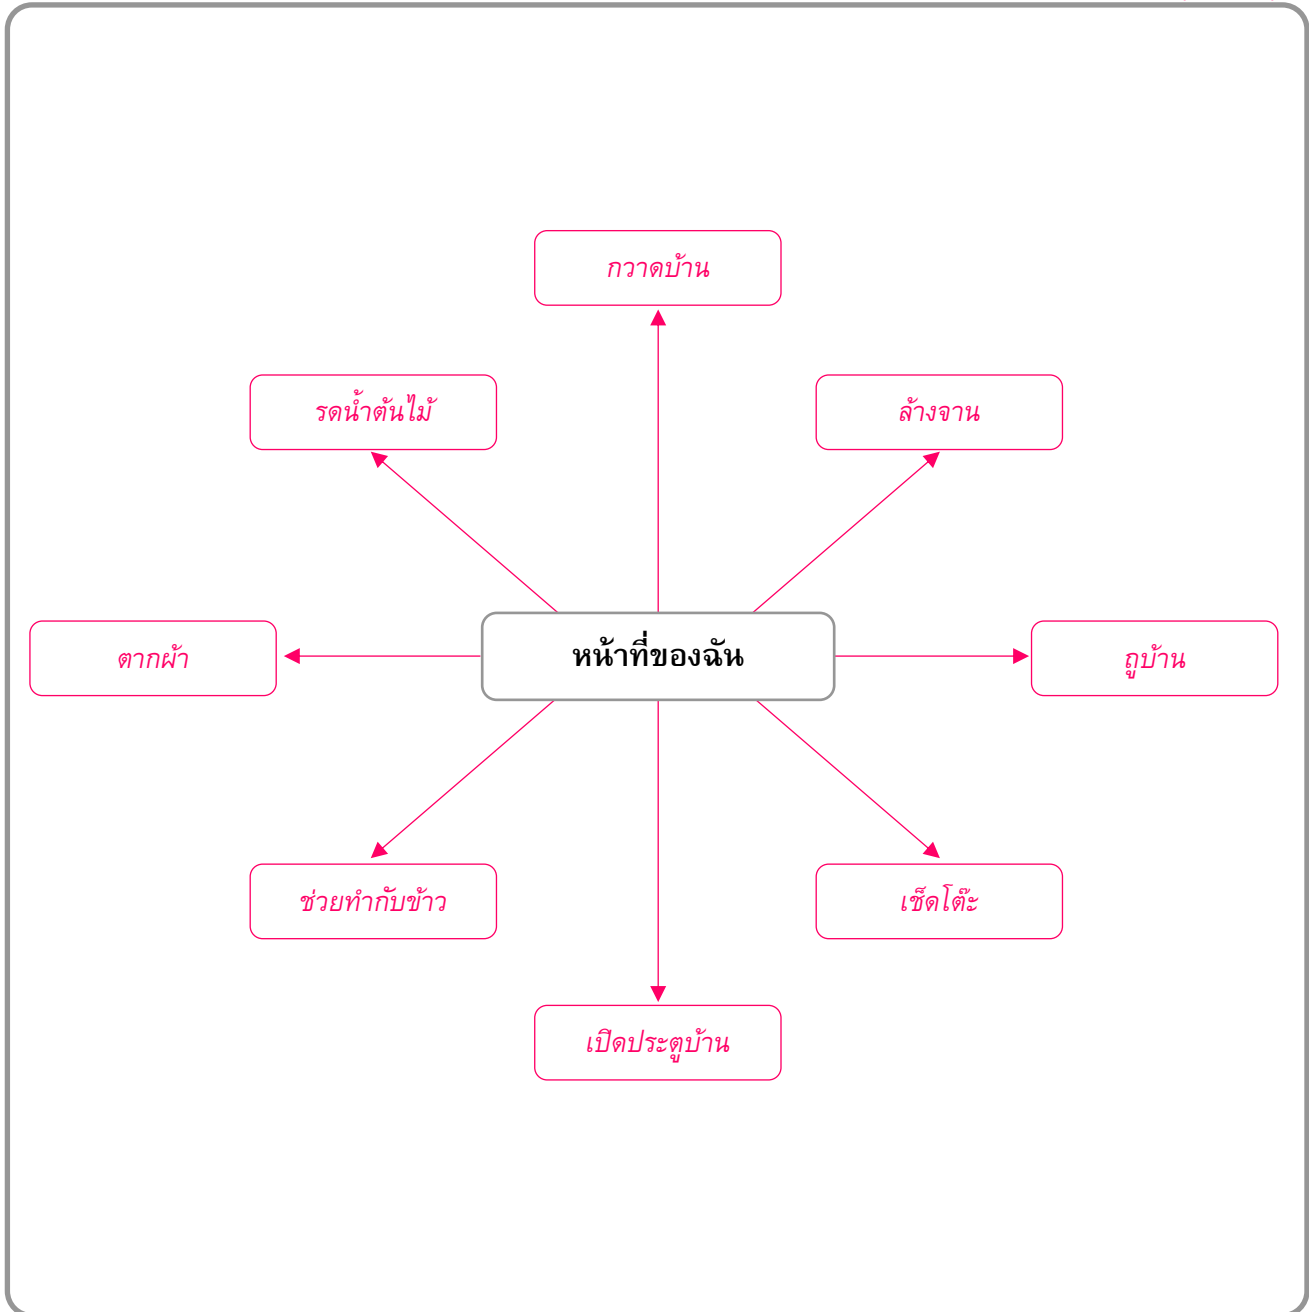 กวาดบ้าน
รดน้ำต้นไม้
ล้างจาน
ตากผ้า
หน้าที่ของฉัน
ถูบ้าน
ช่วยทำกับข้าว
เช็ดโต๊ะ
เปิดประตูบ้าน